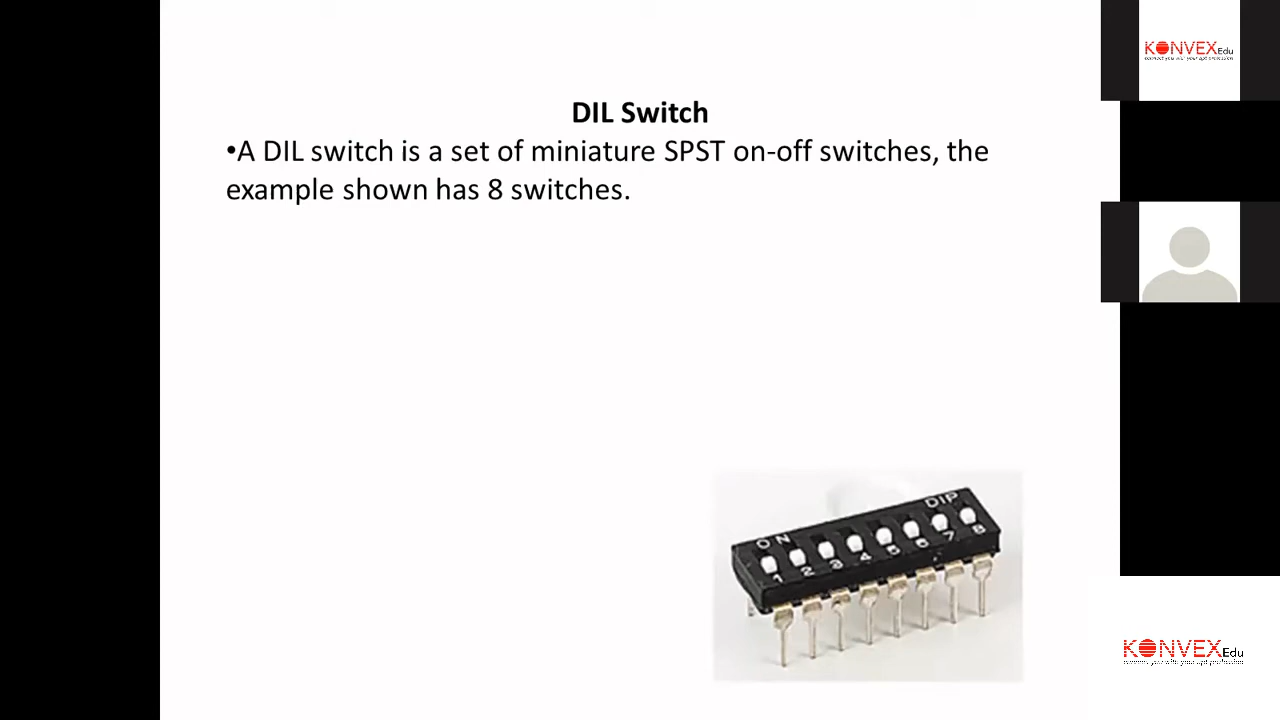 KONVEX Edu
DIL Switch
•A DIL switch is a set of miniature SPST on-off switches, the
example shown has 8 switches.
DIP
ON
1 2 3 4 5 6 7 8
KONVEX Edu